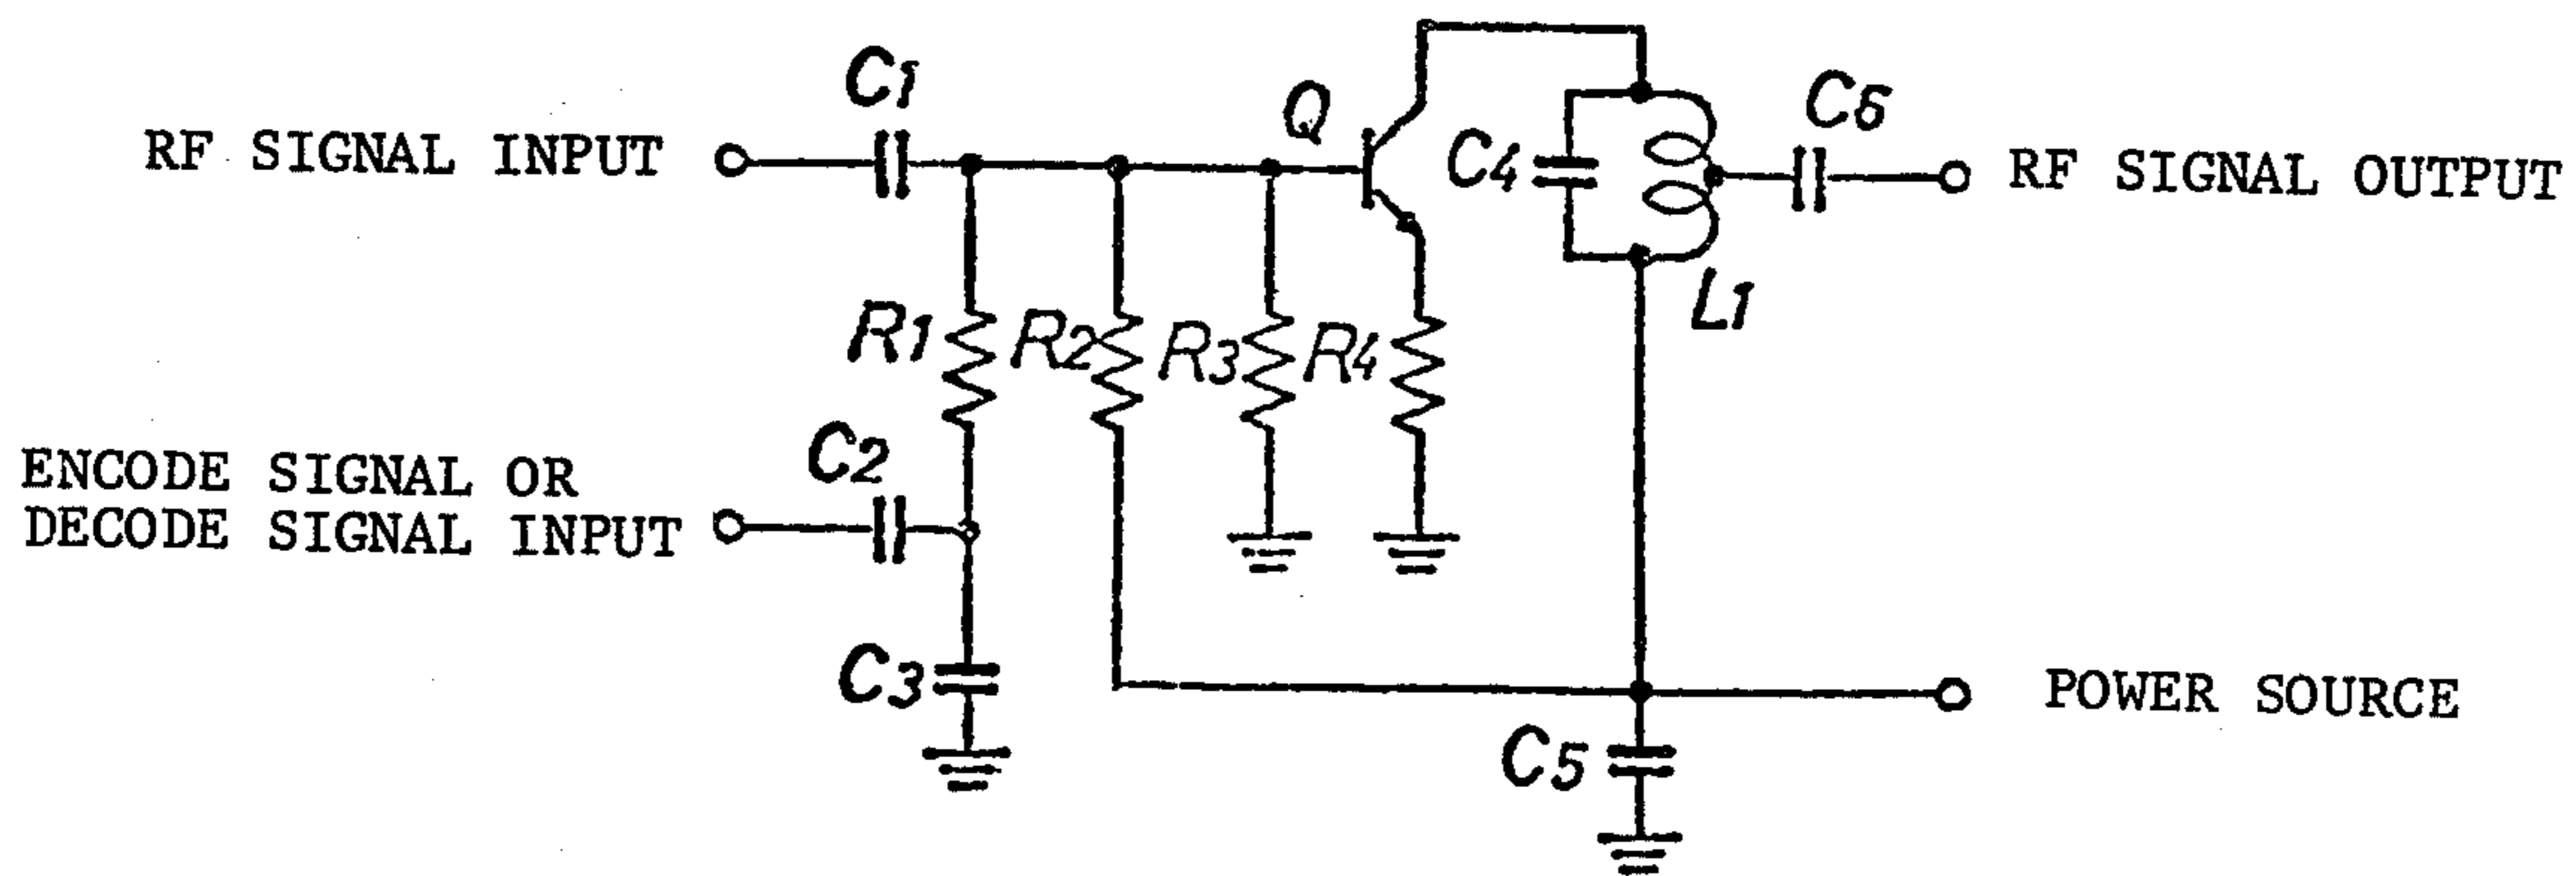 C1
Q
C6
RF SIGNAL INPUT
C4
RF SIGNAL OUTPUT
L1
R1
R2
R3
R4
C2
ENCODE SIGNAL OR
DECODE SIGNAL INPUT
C3
POWER SOURCE
C5